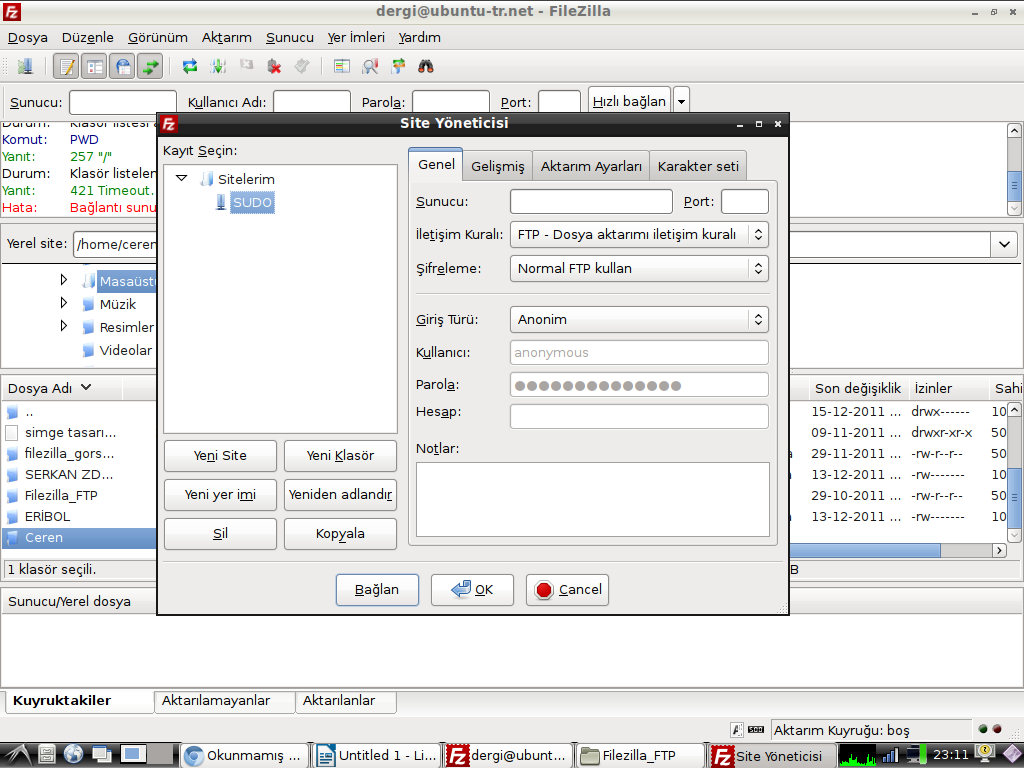 dergi@ubuntu-tr.net - FileZilla
Dosya Düzenle Görünüm Aktarım Sunucu Yer İmleri Yardım
Sunucu: Kullanıcı Adı: Parola: Port: Hızlı bağlan
Durum: Klasör listesi
Komut: PWD
Yanıt: 257 "/"
Durum: Klasör listelen
Yanıt: 421 Timeout.
Hata: Bağlantı sunu
Yerel site: /home/ceren
Masaüst
Müzik
Resimler
Videolar
Dosya Adı
..
simge tasarı...
filezilla_gors...
SERKAN ZD...
Filezilla_FTP
ERİBOL
Ceren
1 klasör seçili.
Sunucu/Yerel dosya
Site Yöneticisi
Kayıt Seçin:
Sitelerim
SUDO
Yeni Site Yeni Klasör
Yeni yer imi Yeniden adlandır
Sil Kopyala
Genel Gelişmiş Aktarım Ayarları Karakter seti
Sunucu: Port:
İletişim Kuralı: FTP - Dosya aktarımı iletişim kuralı
Şifreleme: Normal FTP kullan
Giriş Türü: Anonim
Kullanıcı: anonymous
Parola: ●●●●●●●●●●●●●●
Hesap:
Notlar:
Bağlan OK Cancel
Son değişiklik İzinler Sahi
15-12-2011 ... drwx------ 10
09-11-2011 ... drwxr-xr-x 50
29-11-2011 ... -rw-r--r-- 50
13-12-2011 ... -rw------- 10
29-10-2011 ... -rw-r--r-- 50
13-12-2011 ... -rw------- 10
B
Kuyruktakiler Aktarılamayanlar Aktarılanlar
Aktarım Kuyruğu: boş
Okunmamış ... Untitled 1 - Li... dergi@ubunt... Filezilla_FTP Site Yöneticisi 23:11